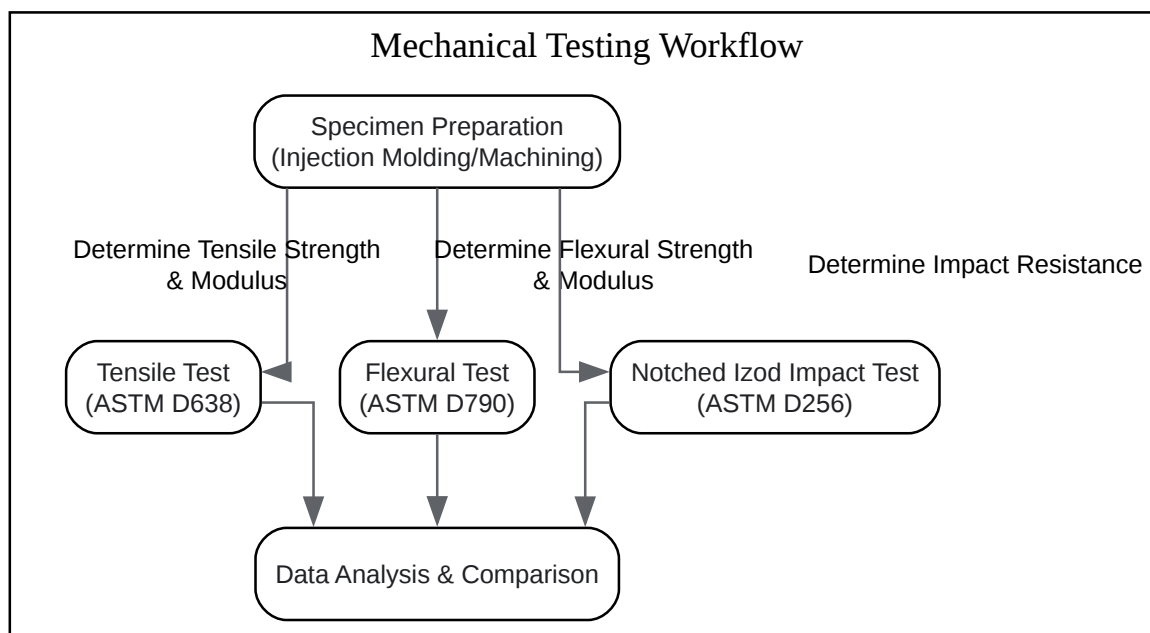 Mechanical Testing Workflow
Specimen Preparation
(Injection Molding/Machining)
Determine Tensile Strength
& Modulus
Determine Flexural Strength
& Modulus
Determine Impact Resistance
Tensile Test
(ASTM D638)
Flexural Test
(ASTM D790)
Notched Izod Impact Test
(ASTM D256)
Data Analysis & Comparison